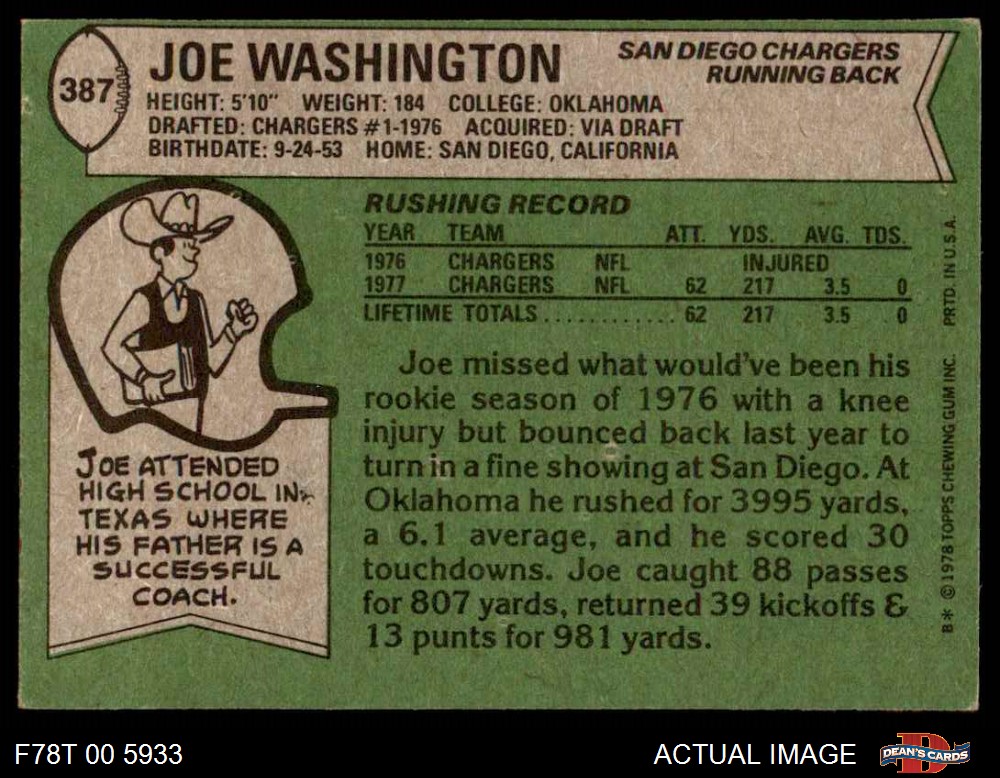 387
JOE WASHINGTON
SAN DIEGO CHARGERS
RUNNING BACK
HEIGHT: 5'10" WEIGHT: 184 COLLEGE: OKLAHOMA
DRAFTED: CHARGERS #1-1976 ACQUIRED: VIA DRAFT
BIRTHDATE: 9-24-53 HOME: SAN DIEGO, CALIFORNIA
RUSHING RECORD
YEAR TEAM ATT. YDS. AVG. TDS.
1976 CHARGERS NFL INJURED
1977 CHARGERS NFL 62 217 3.5 0
LIFETIME TOTALS............ 62 217 3.5 0
Joe missed what would've been his
rookie season of 1976 with a knee
injury but bounced back last year to
turn in a fine showing at San Diego. At
Oklahoma he rushed for 3995 yards,
a 6.1 average, and he scored 30
touchdowns. Joe caught 88 passes
for 807 yards, returned 39 kickoffs &
13 punts for 981 yards.
JOE ATTENDED
HIGH SCHOOL IN
TEXAS WHERE
HIS FATHER IS A
SUCCESSFUL
COACH.
B* © 1978 TOPPS CHEWING GUM INC. PRTD. IN U.S.A.
F78T 00 5933
ACTUAL IMAGE
D
DEAN'S CARDS